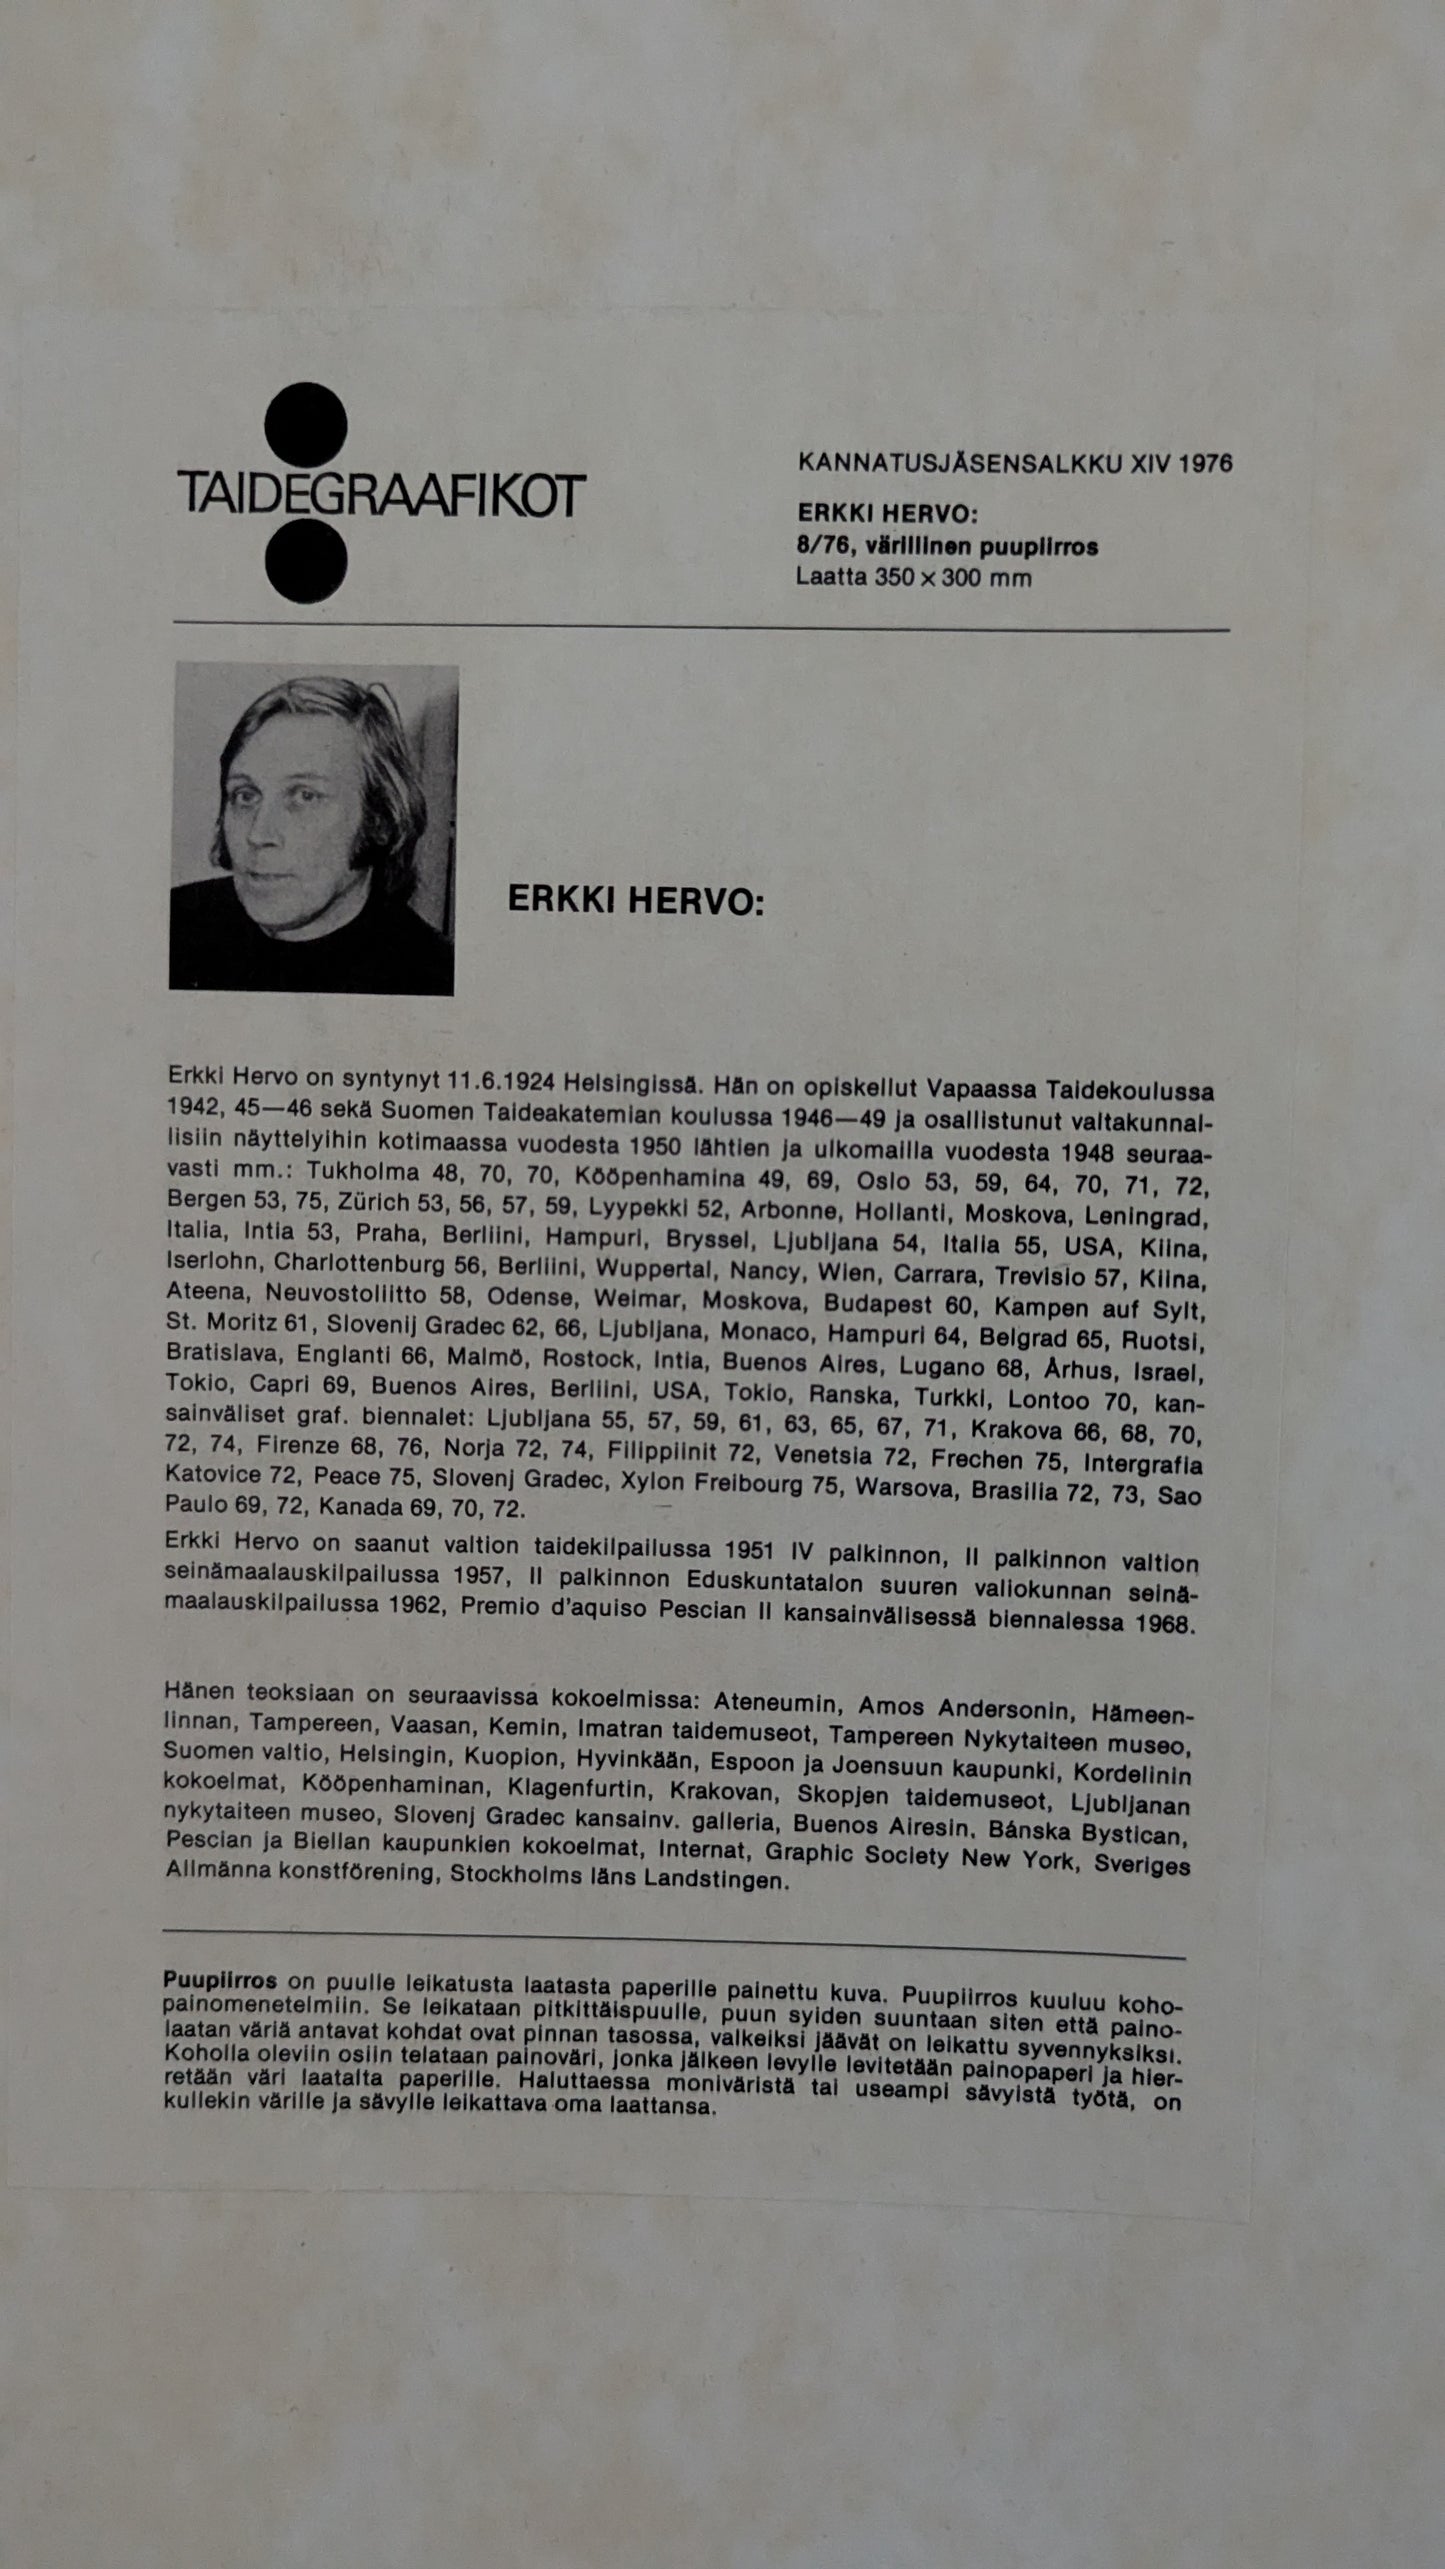 TAIDEGRAAFIKOT
KANNATUSJÄSENSALKKU XIV 1976
ERKKI HERVO:
8/76, värillinen puupiirros
Laatta 350 × 300 mm
ERKKI HERVO:
Erkki Hervo on syntynyt 11.6.1924 Helsingissä. Hän on opiskellut Vapaassa Taidekoulussa
1942, 45—46 sekä Suomen Taideakatemian koulussa 1946—49 ja osallistunut valtakunnal-
lisiin näyttelyihin kotimaassa vuodesta 1950 lähtien ja ulkomailla vuodesta 1948 seuraa-
vasti mm.: Tukholma 48, 70, 70, Kööpenhamina 49, 69, Oslo 53, 59, 64, 70, 71, 72,
Bergen 53, 75, Zürich 53, 56, 57, 59, Lyypekki 52, Arbonne, Hollanti, Moskova, Leningrad,
Italia, Intia 53, Praha, Berliini, Hampuri, Bryssel, Ljubljana 54, Italia 55, USA, Kiina,
Iserlohn, Charlottenburg 56, Berliini, Wuppertal, Nancy, Wien, Carrara, Trevisio 57, Kiina,
Ateena, Neuvostoliitto 58, Odense, Weimar, Moskova, Budapest 60, Kampen auf Sylt,
St. Moritz 61, Slovenij Gradec 62, 66, Ljubljana, Monaco, Hampuri 64, Belgrad 65, Ruotsi,
Bratislava, Englanti 66, Malmö, Rostock, Intia, Buenos Aires, Lugano 68, Århus, Israel,
Tokio, Capri 69, Buenos Aires, Berliini, USA, Tokio, Ranska, Turkki, Lontoo 70, kan-
sainväliset graf. biennalet: Ljubljana 55, 57, 59, 61, 63, 65, 67, 71, Krakova 66, 68, 70,
72, 74, Firenze 68, 76, Norja 72, 74, Filippiinit 72, Venetsia 72, Frechen 75, Intergrafia
Katovice 72, Peace 75, Slovenj Gradec, Xylon Freibourg 75, Warsova, Brasilia 72, 73, Sao
Paulo 69, 72, Kanada 69, 70, 72.
Erkki Hervo on saanut valtion taidekilpailussa 1951 IV palkinnon, II palkinnon valtion
seinämaalauskilpailussa 1957, II palkinnon Eduskuntatalon suuren valiokunnan seinä-
maalauskilpailussa 1962, Premio d'aquiso Pescian II kansainvälisessä biennalessa 1968.
Hänen teoksiaan on seuraavissa kokoelmissa: Ateneumin, Amos Andersonin, Hämeen-
linnan, Tampereen, Vaasan, Kemin, Imatran taidemuseot, Tampereen Nykytaiteen museo,
Suomen valtio, Helsingin, Kuopion, Hyvinkään, Espoon ja Joensuun kaupunki, Kordelinin
kokoelmat, Kööpenhaminan, Klagenfurtin, Krakovan, Skopjen taidemuseot, Ljubljanan
nykytaiteen museo, Slovenj Gradec kansainv. galleria, Buenos Airesin. Bánska Bystican,
Pescian ja Biellan kaupunkien kokoelmat, Internat, Graphic Society New York, Sveriges
Allmänna konstförening, Stockholms läns Landstingen.
Puupiirros on puulle leikatusta laatasta paperille painettu kuva. Puupiirros kuuluu koho-
painomenetelmiin. Se leikataan pitkittäispuulle, puun syiden suuntaan siten että paino-
laatan väriä antavat kohdat ovat pinnan tasossa, valkeiksi jäävät on leikattu syvennyksiksi.
Koholla oleviin osiin telataan painoväri, jonka jälkeen levylle levitetään painopaperi ja hier-
retään väri laatalta paperille. Haluttaessa moniväristä tai useampi sävyistä työtä, on
kullekin värille ja sävylle leikattava oma laattansa.